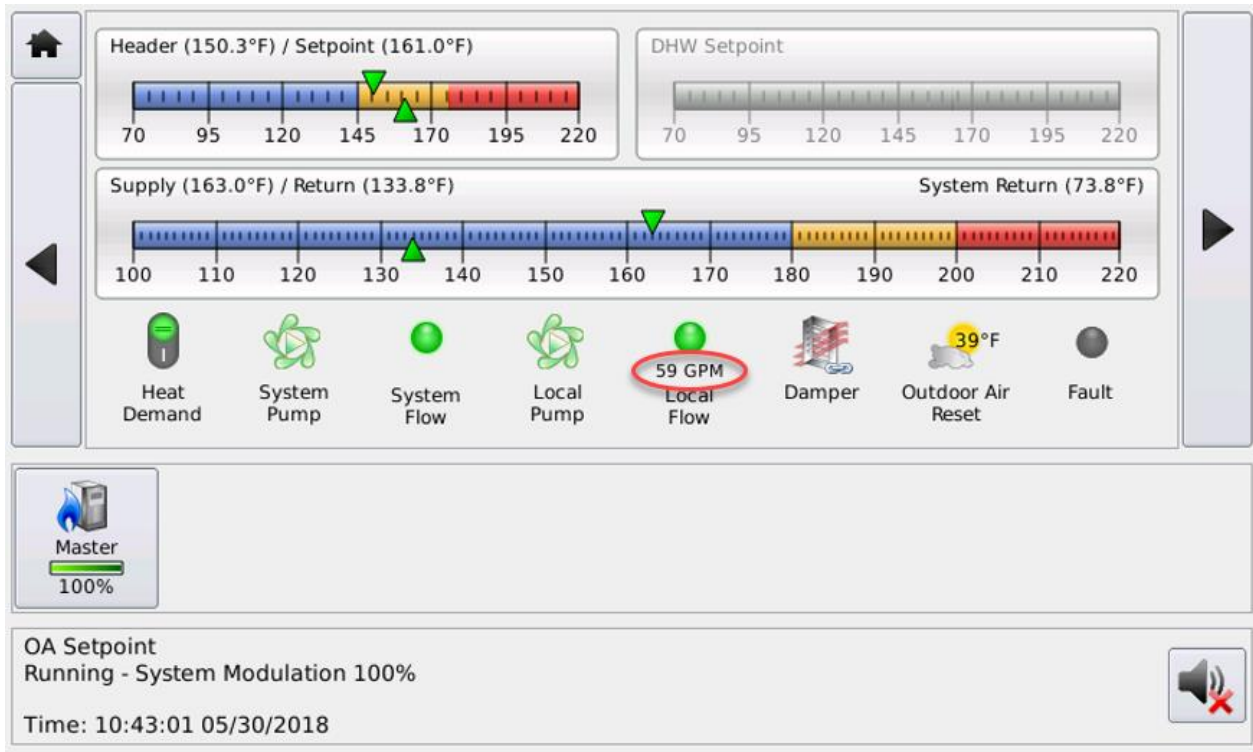 Header (150.3°F) / Setpoint (161.0°F)
70 95 120 145 170 195 220
DHW Setpoint
70 95 120 145 170 195 220
Supply (163.0°F) / Return (133.8°F) System Return (73.8°F)
100 110 120 130 140 150 160 170 180 190 200 210 220
Heat
Demand
System
Pump
System
Flow
Local
Pump
59 GPM
Local
Flow
Damper
39°F
Outdoor Air
Reset
Fault
Master
100%
OA Setpoint
Running - System Modulation 100%
Time: 10:43:01 05/30/2018